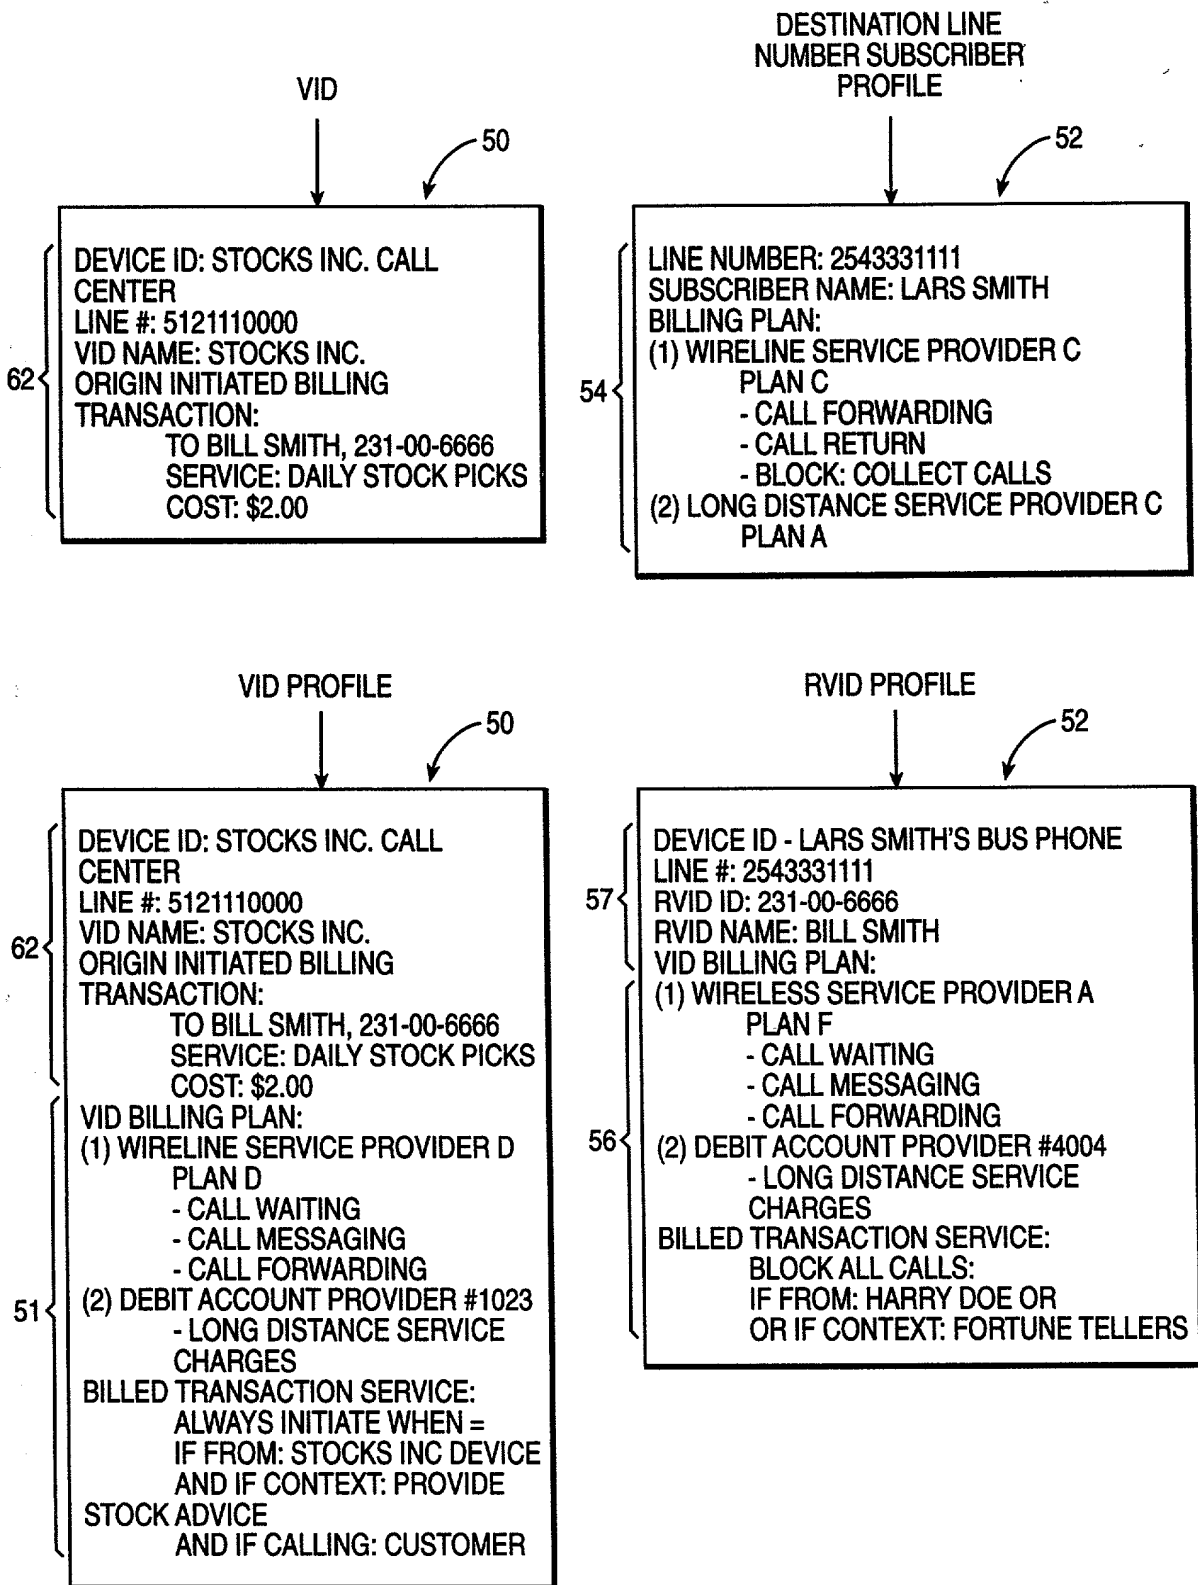 VID
50
62
DEVICE ID: STOCKS INC. CALL
CENTER
LINE #: 5121110000
VID NAME: STOCKS INC.
ORIGIN INITIATED BILLING
TRANSACTION:
TO BILL SMITH, 231-00-6666
SERVICE: DAILY STOCK PICKS
COST: $2.00
DESTINATION LINE
NUMBER SUBSCRIBER
PROFILE
52
54
LINE NUMBER: 2543331111
SUBSCRIBER NAME: LARS SMITH
BILLING PLAN:
(1) WIRELINE SERVICE PROVIDER C
PLAN C
- CALL FORWARDING
- CALL RETURN
- BLOCK: COLLECT CALLS
(2) LONG DISTANCE SERVICE PROVIDER C
PLAN A
VID PROFILE
50
62
DEVICE ID: STOCKS INC. CALL
CENTER
LINE #: 5121110000
VID NAME: STOCKS INC.
ORIGIN INITIATED BILLING
TRANSACTION:
TO BILL SMITH, 231-00-6666
SERVICE: DAILY STOCK PICKS
COST: $2.00
51
VID BILLING PLAN:
(1) WIRELINE SERVICE PROVIDER D
PLAN D
- CALL WAITING
- CALL MESSAGING
- CALL FORWARDING
(2) DEBIT ACCOUNT PROVIDER #1023
- LONG DISTANCE SERVICE
CHARGES
BILLED TRANSACTION SERVICE:
ALWAYS INITIATE WHEN =
IF FROM: STOCKS INC DEVICE
AND IF CONTEXT: PROVIDE
STOCK ADVICE
AND IF CALLING: CUSTOMER
RVID PROFILE
52
57
DEVICE ID - LARS SMITH'S BUS PHONE
LINE #: 2543331111
RVID ID: 231-00-6666
RVID NAME: BILL SMITH
VID BILLING PLAN:
56
(1) WIRELESS SERVICE PROVIDER A
PLAN F
- CALL WAITING
- CALL MESSAGING
- CALL FORWARDING
(2) DEBIT ACCOUNT PROVIDER #4004
- LONG DISTANCE SERVICE
CHARGES
BILLED TRANSACTION SERVICE:
BLOCK ALL CALLS:
IF FROM: HARRY DOE OR
OR IF CONTEXT: FORTUNE TELLERS